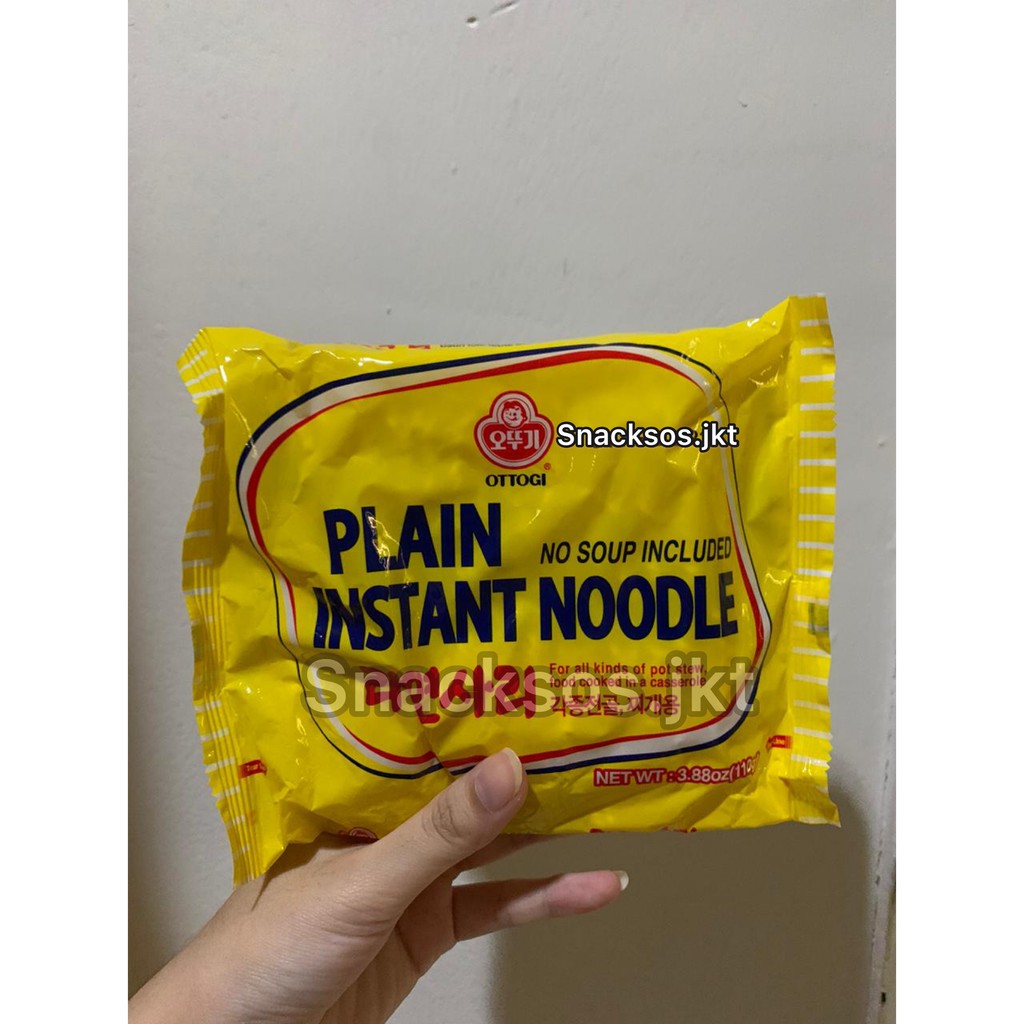 오뚜기
Snacksos.jkt
OTTOGI
PLAIN
NO SOUP INCLUDED
INSTANT NOODLE
라면사리
For all kinds of pot stew,
food cooked in a casserole
각종전골, 찌개용
Snacksos.jkt
NET WT : 3.88oz(110g)